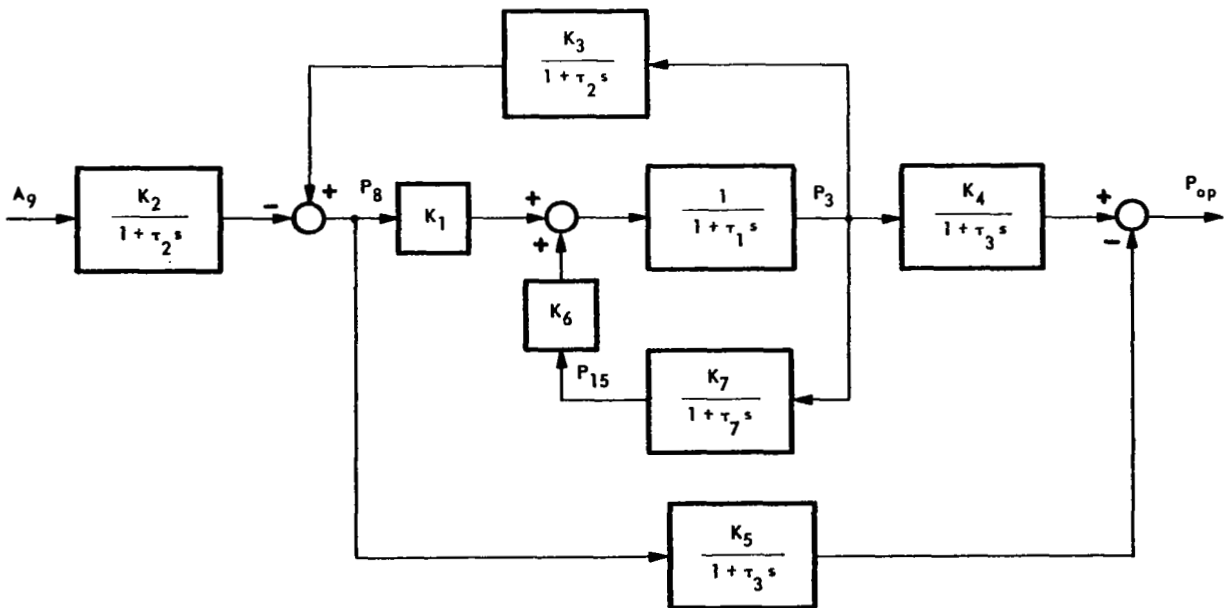 K₃
1 + τ₂ s
A₉
K₂
1 + τ₂ s
−
+
P₈
K₁
+
+
1
1 + τ₁ s
P₃
K₄
1 + τ₃ s
+
−
Pop
K₆
P₁₅
K₇
1 + τ₇ s
K₅
1 + τ₃ s